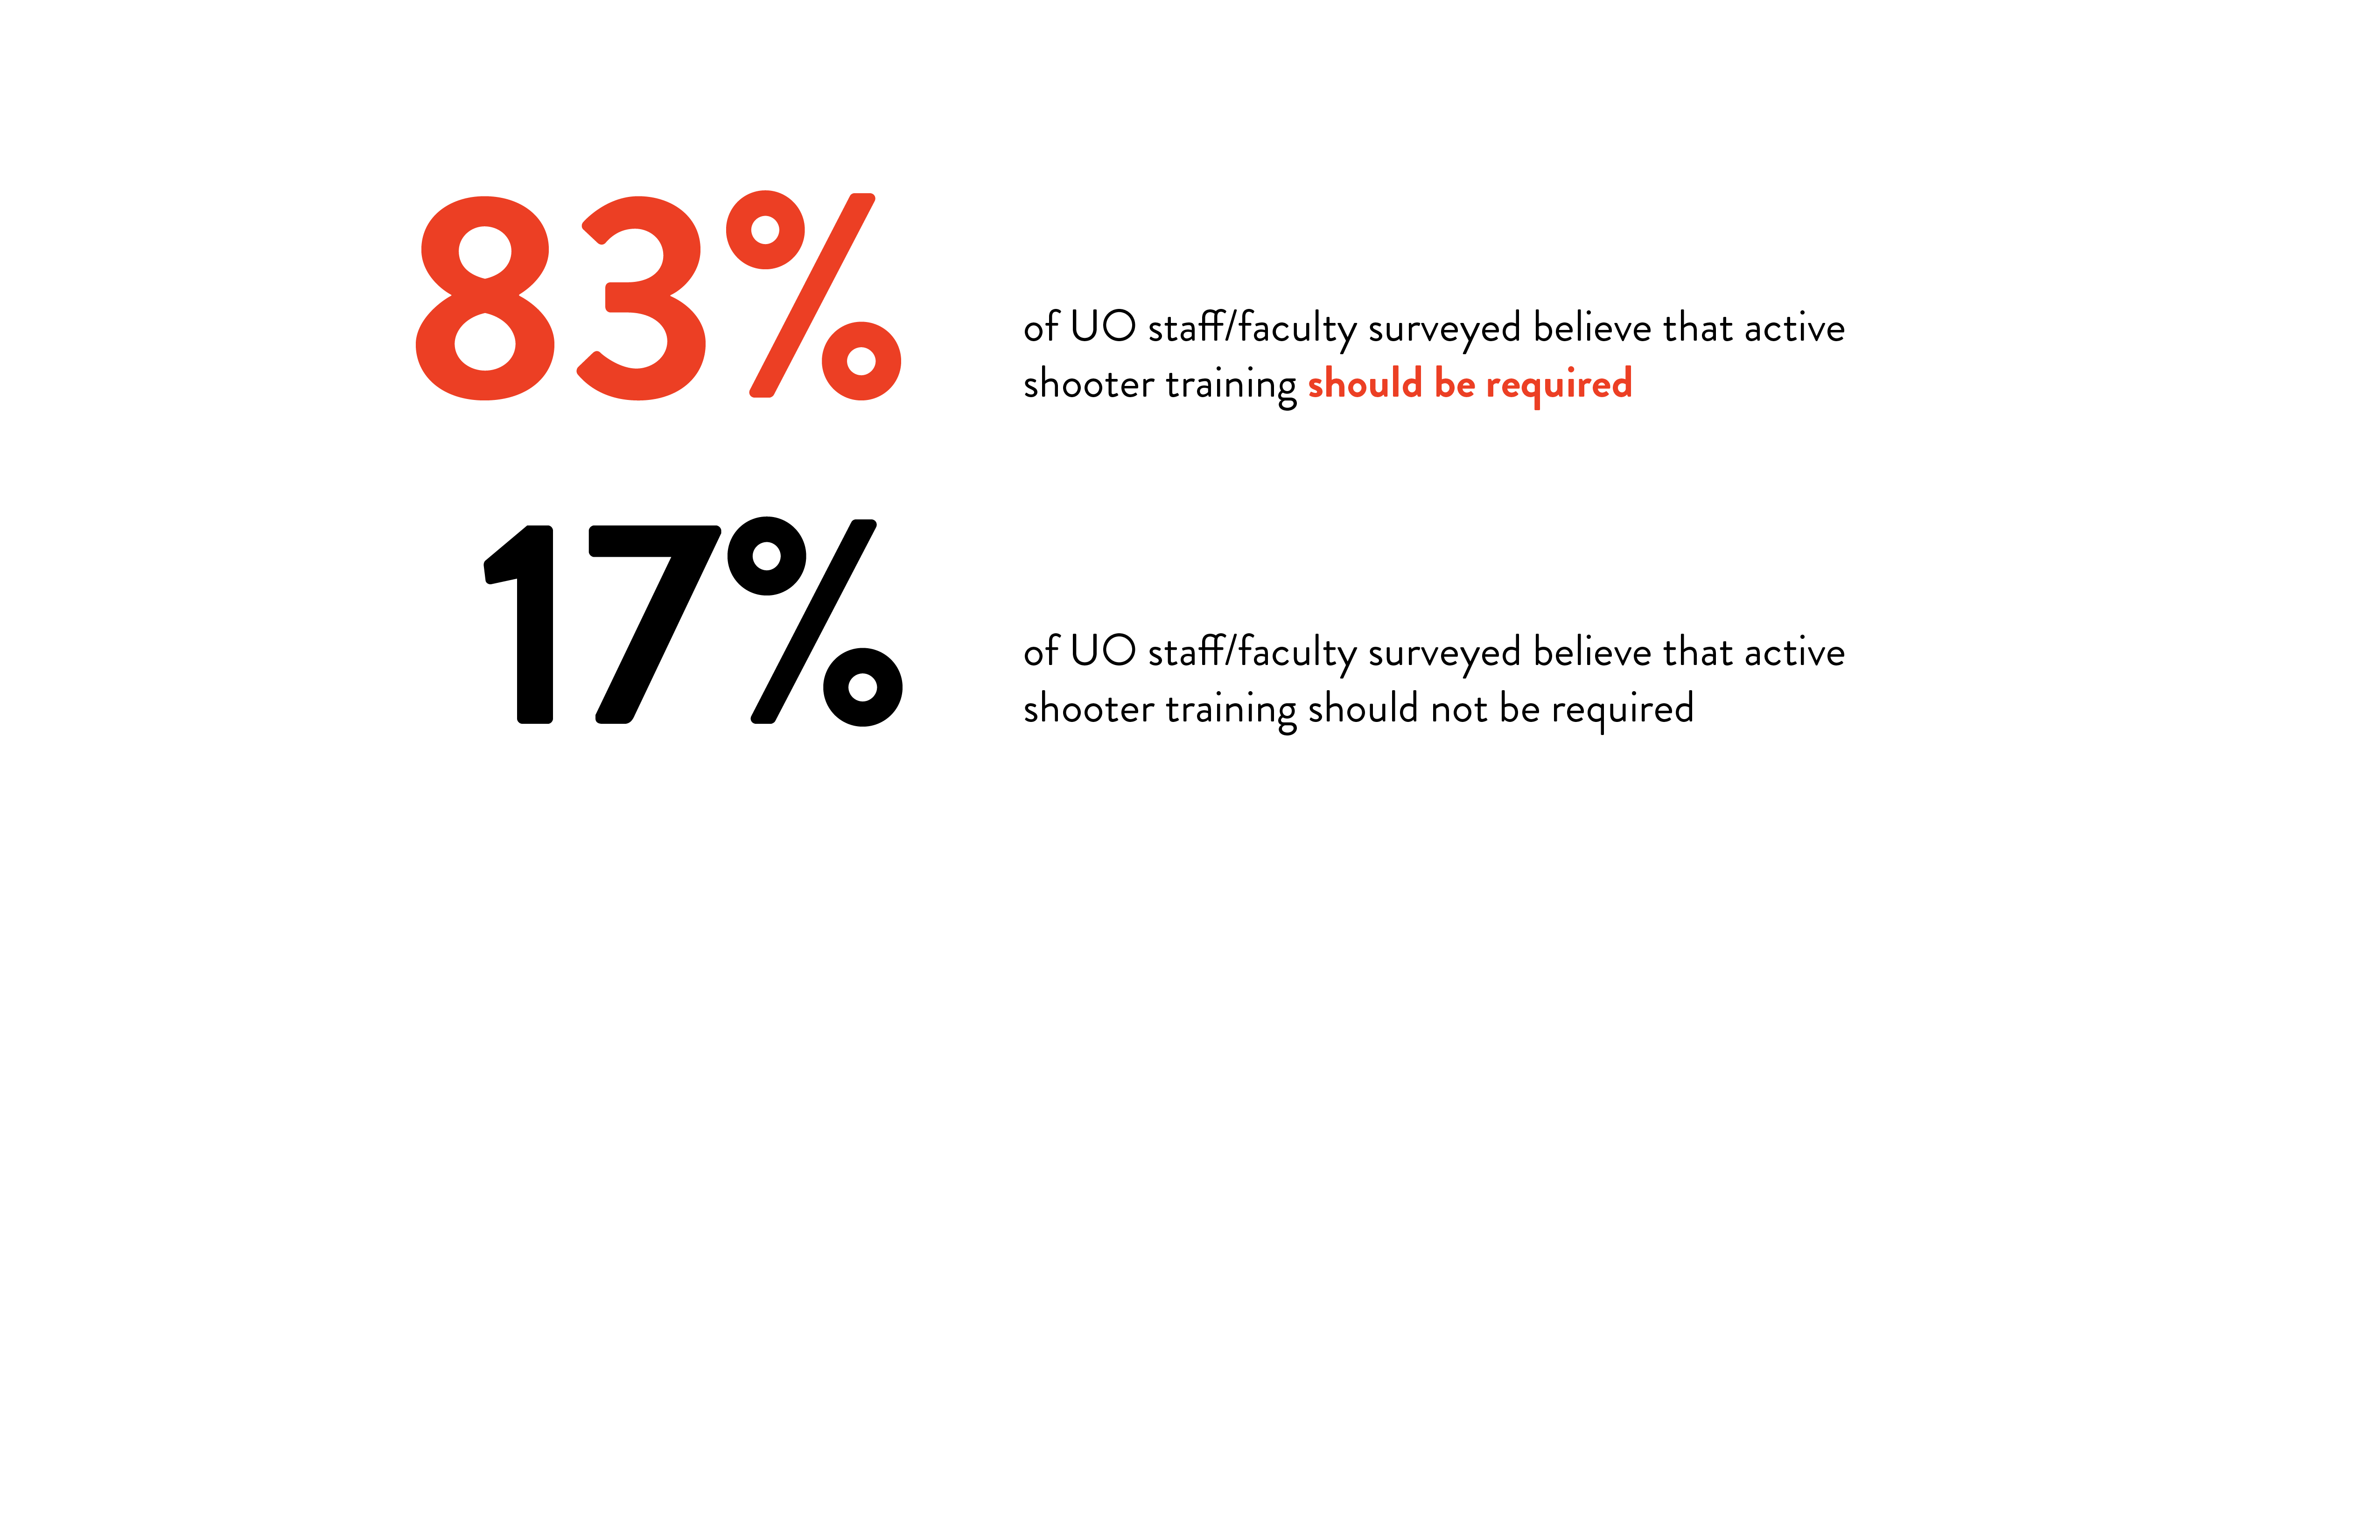 83%
of UO staff/faculty surveyed believe that active
shooter training should be required
17%
of UO staff/faculty surveyed believe that active
shooter training should not be required